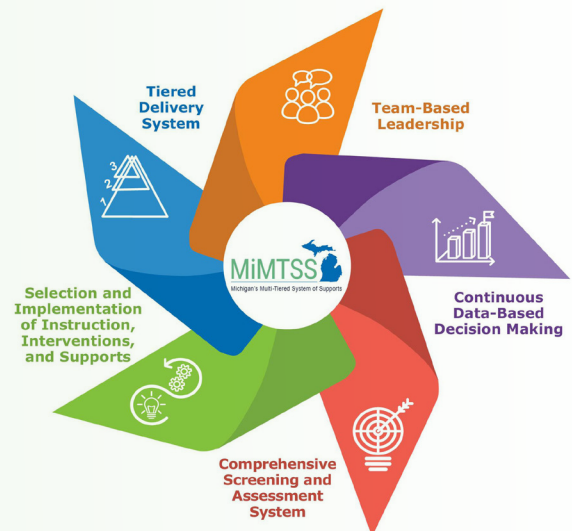 Tiered
Delivery
System
Team-Based
Leadership
3
2
1
MiMTSS
Michigan's Multi-Tiered System of Supports
Selection and
Implementation
of Instruction,
Interventions,
and Supports
Continuous
Data-Based
Decision Making
Comprehensive
Screening and
Assessment
System